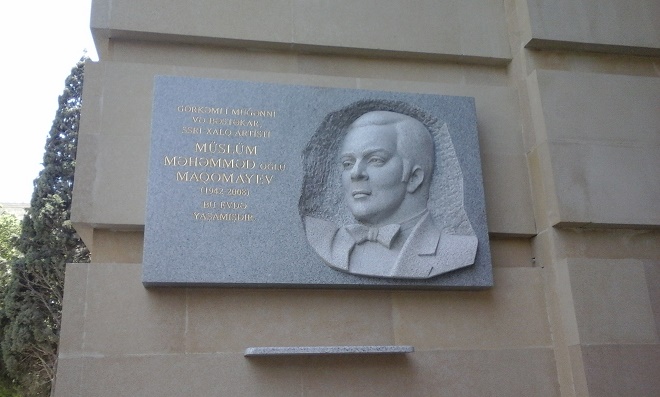 GÖRKƏMLİ MÜĞƏNNİ
VƏ BƏSTƏKAR,
SSRİ XALQ ARTİSTİ
MÜSLÜM
MƏHƏMMƏD OĞLU
MAQOMAYEV
(1942-2008)
BU EVDƏ
YAŞAMIŞDIR